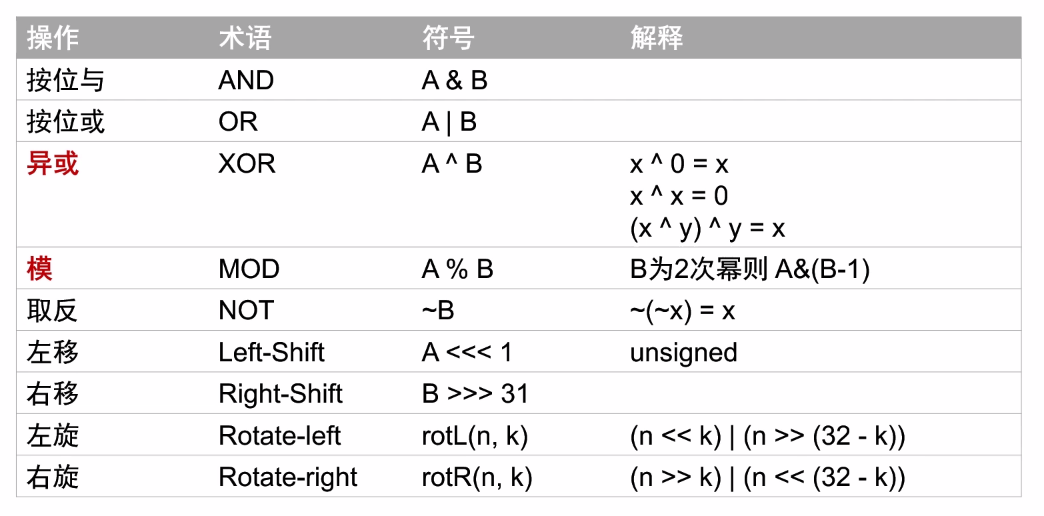 操作 术语 符号 解释
按位与 AND A & B
按位或 OR A | B
异或 XOR A ^ B x ^ 0 = x
x ^ x = 0
(x ^ y) ^ y = x
模 MOD A % B B为2次幂则 A&(B-1)
取反 NOT ~B ~(~x) = x
左移 Left-Shift A <<< 1 unsigned
右移 Right-Shift B >>> 31
左旋 Rotate-left rotL(n, k) (n << k) | (n >> (32 - k))
右旋 Rotate-right rotR(n, k) (n >> k) | (n << (32 - k))